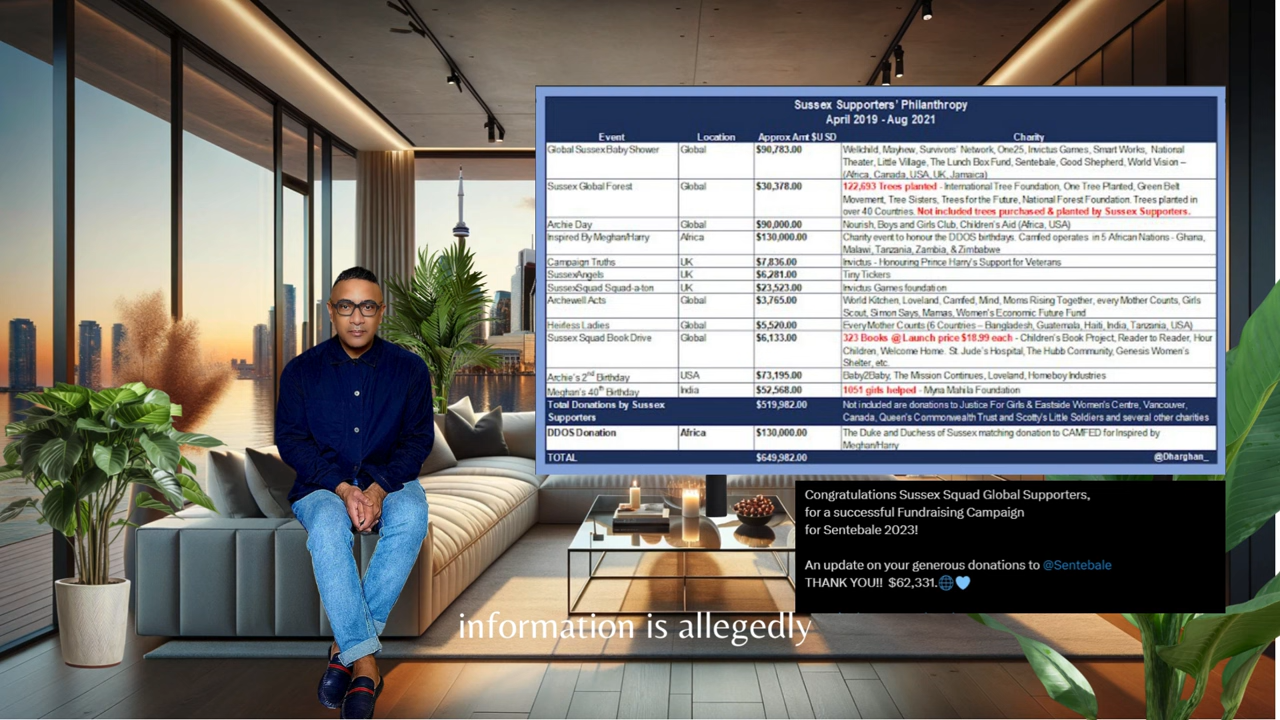 Sussex Supporters' Philanthropy
April 2019 - Aug 2021
Event Location Approx Amt $USD Charity
Global Sussex Baby Shower Global $90,783.00 Wellchild, Mayhew, Survivors' Network, One25, Invictus Games, Smart Works, National
Theater, Little Village, The Lunch Box Fund, Sentebale, Good Shepherd, World Vision –
(Africa, Canada, USA, UK, Jamaica)
Sussex Global Forest Global $30,378.00 122,693 Trees planted - International Tree Foundation, One Tree Planted, Green Belt
Movement, Tree Sisters, Trees for the Future, National Forest Foundation. Trees planted in
over 40 Countries. Not included trees purchased & planted by Sussex Supporters.
Archie Day Global $90,000.00 Nourish, Boys and Girls Club, Children's Aid (Africa, USA)
Inspired By Meghan/Harry Africa $130,000.00 Charity event to honour the DDOS birthdays. Camfed operates in 5 African Nations - Ghana,
Malawi, Tanzania, Zambia, & Zimbabwe
Campaign Truths UK $7,836.00 Invictus - Honouring Prince Harry's Support for Veterans
SussexAngels UK $6,281.00 Tiny Tickers
SussexSquad Squad-a-ton UK $23,523.00 Invictus Games foundation
Archewell Acts Global $3,765.00 World Kitchen, Loveland, Camfed, Mind, Moms Rising Together, every Mother Counts, Girls
Scout, Simon Says, Mamas, Women's Economic Future Fund
Heirless Ladies Global $5,520.00 Every Mother Counts (6 Countries – Bangladesh, Guatemala, Haiti, India, Tanzania, USA)
Sussex Squad Book Drive Global $6,133.00 323 Books @ Launch price $18.99 each - Children's Book Project, Reader to Reader, Hour
Children, Welcome Home. St. Jude's Hospital, The Hubb Community, Genesis Women's
Shelter, etc.
Archie's 2nd Birthday USA $73,195.00 Baby2Baby, The Mission Continues, Loveland, Homeboy Industries
Meghan's 40th Birthday India $52,568.00 1051 girls helped - Myna Mahila Foundation
Total Donations by Sussex $519,982.00 Not included are donations to Justice For Girls & Eastside Women's Centre, Vancouver,
Supporters Canada, Queen's Commonwealth Trust and Scotty's Little Soldiers and several other charities
DDOS Donation Africa $130,000.00 The Duke and Duchess of Sussex matching donation to CAMFED for Inspired by
Meghan/Harry
TOTAL $649,982.00 @Dharghan_
Congratulations Sussex Squad Global Supporters,
for a successful Fundraising Campaign
for Sentebale 2023!
An update on your generous donations to @Sentebale
THANK YOU!! $62,331.🌐💙
information is allegedly